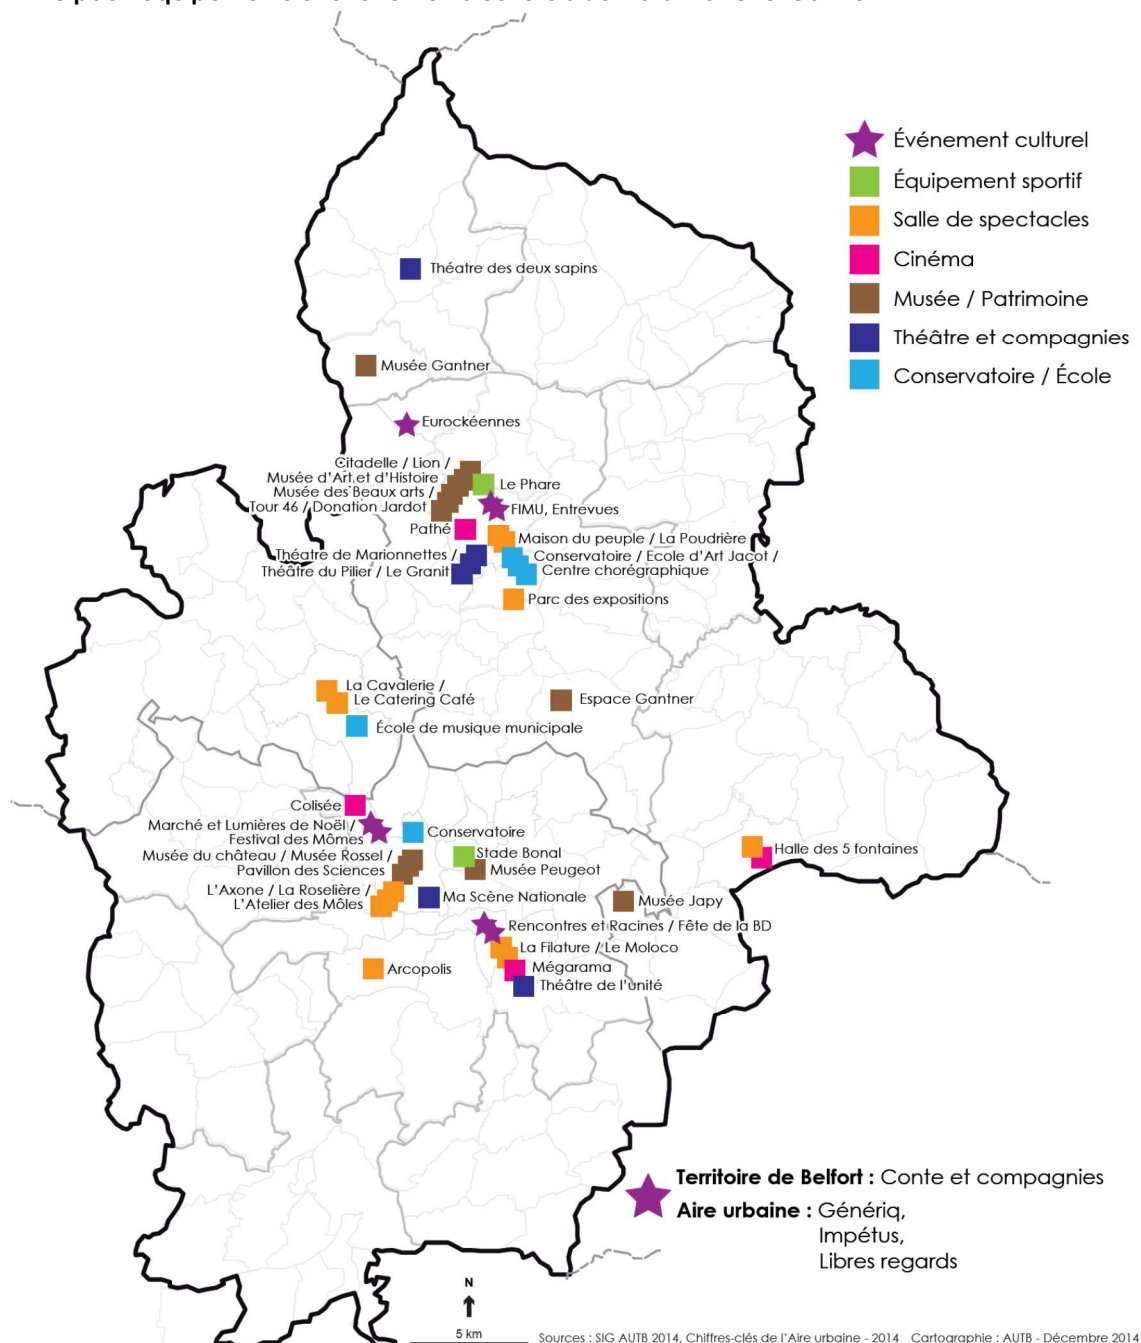 Événement culturel
Équipement sportif
Salle de spectacles
Cinéma
Musée / Patrimoine
Théâtre et compagnies
Conservatoire / École
Théatre des deux sapins
Musée Gantner
Eurockéennes
Citadelle / Lion /
Musée d'Art et d'Histoire
Musée des Beaux arts /
Tour 46 / Donation Jardot
Le Phare
FIMU, Entrevues
Pathé
Maison du peuple / La Poudrière
Théatre de Marionnettes /
Théâtre du Pilier / Le Granit
Conservatoire / Ecole d'Art Jacot /
Centre chorégraphique
Parc des expositions
La Cavalerie /
Le Catering Café
Espace Gantner
École de musique municipale
Colisée
Marché et Lumières de Noël /
Festival des Mômes
Conservatoire
Musée du château / Musée Rossel /
Pavillon des Sciences
Stade Bonal
Musée Peugeot
Halle des 5 fontaines
L'Axone / La Roselière /
L'Atelier des Môles
Ma Scène Nationale
Musée Japy
Rencontres et Racines / Fête de la BD
La Filature / Le Moloco
Arcopolis
Mégarama
Théâtre de l'unité
Territoire de Belfort : Conte et compagnies
Aire urbaine : Génériq,
Impétus,
Libres regards
N
5 km
Sources : SIG AUTB 2014, Chiffres-clés de l'Aire urbaine - 2014 Cartographie : AUTB - Décembre 2014